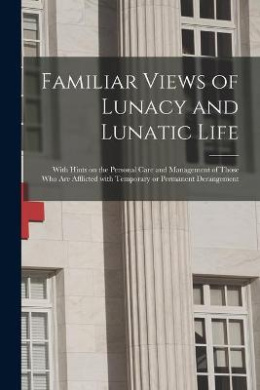 Familiar Views of
Lunacy and
Lunatic Life
With Hints on the Personal Care and Management of Those
Who Are Afflicted with Temporary or Permanent Derangement